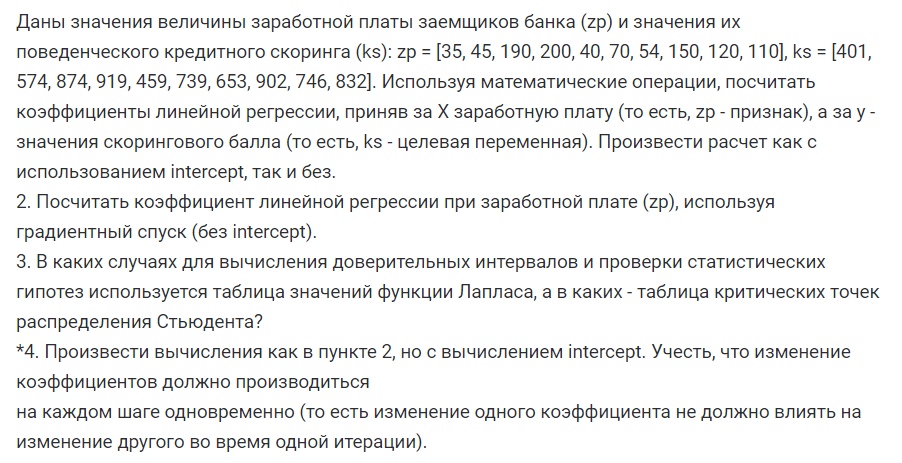 Даны значения величины заработной платы заемщиков банка (zp) и значения их
поведенческого кредитного скоринга (ks): zp = [35, 45, 190, 200, 40, 70, 54, 150, 120, 110], ks = [401,
574, 874, 919, 459, 739, 653, 902, 746, 832]. Используя математические операции, посчитать
коэффициенты линейной регрессии, приняв за X заработную плату (то есть, zp - признак), а за y -
значения скорингового балла (то есть, ks - целевая переменная). Произвести расчет как с
использованием intercept, так и без.
2. Посчитать коэффициент линейной регрессии при заработной плате (zp), используя
градиентный спуск (без intercept).
3. В каких случаях для вычисления доверительных интервалов и проверки статистических
гипотез используется таблица значений функции Лапласа, а в каких - таблица критических точек
распределения Стьюдента?
*4. Произвести вычисления как в пункте 2, но с вычислением intercept. Учесть, что изменение
коэффициентов должно производиться
на каждом шаге одновременно (то есть изменение одного коэффициента не должно влиять на
изменение другого во время одной итерации).